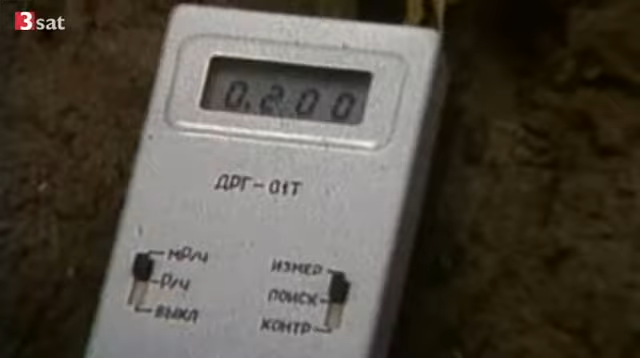 3sat
0.200
ДРГ-01Т
мР/ч
Р/ч
ВЫКЛ
ИЗМЕР
ПОИСК
КОНТР